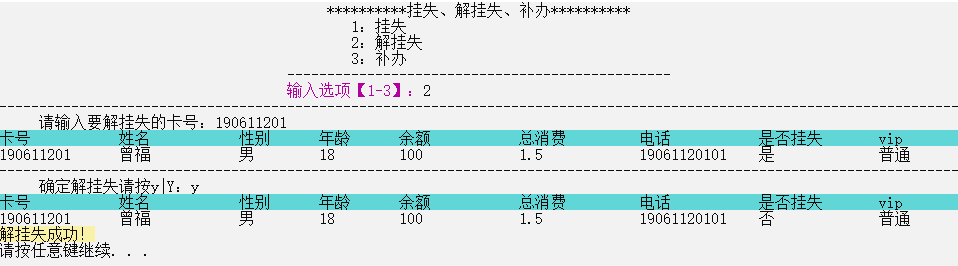 **********挂失、解挂失、补办**********
1：挂失
2：解挂失
3：补办
------------------------------------------------
输入选项【1-3】：2
------------------------------------------------------------------------------------------------------------------------
请输入要解挂失的卡号：190611201
卡号 姓名 性别 年龄 余额 总消费 电话 是否挂失 vip
190611201 曾福 男 18 100 1.5 19061120101 是 普通
------------------------------------------------------------------------------------------------------------------------
确定解挂失请按y|Y：y
卡号 姓名 性别 年龄 余额 总消费 电话 是否挂失 vip
190611201 曾福 男 18 100 1.5 19061120101 否 普通
解挂失成功！
请按任意键继续. . .